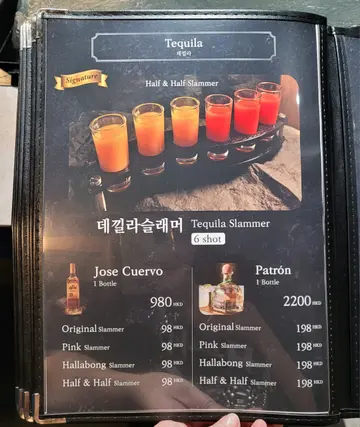 Tequila
데낄라
Signature
Half & Half Slammer
데낄라슬래머 Tequila Slammer
6 shot
Jose Cuervo
1 Bottle
980 HKD
Original Slammer 98 HKD
Pink Slammer 98 HKD
Hallabong Slammer 98 HKD
Half & Half Slammer 98 HKD
Patrón
1 Bottle
2200 HKD
Original Slammer 198 HKD
Pink Slammer 198 HKD
Hallabong Slammer 198 HKD
Half & Half Slammer 198 HKD